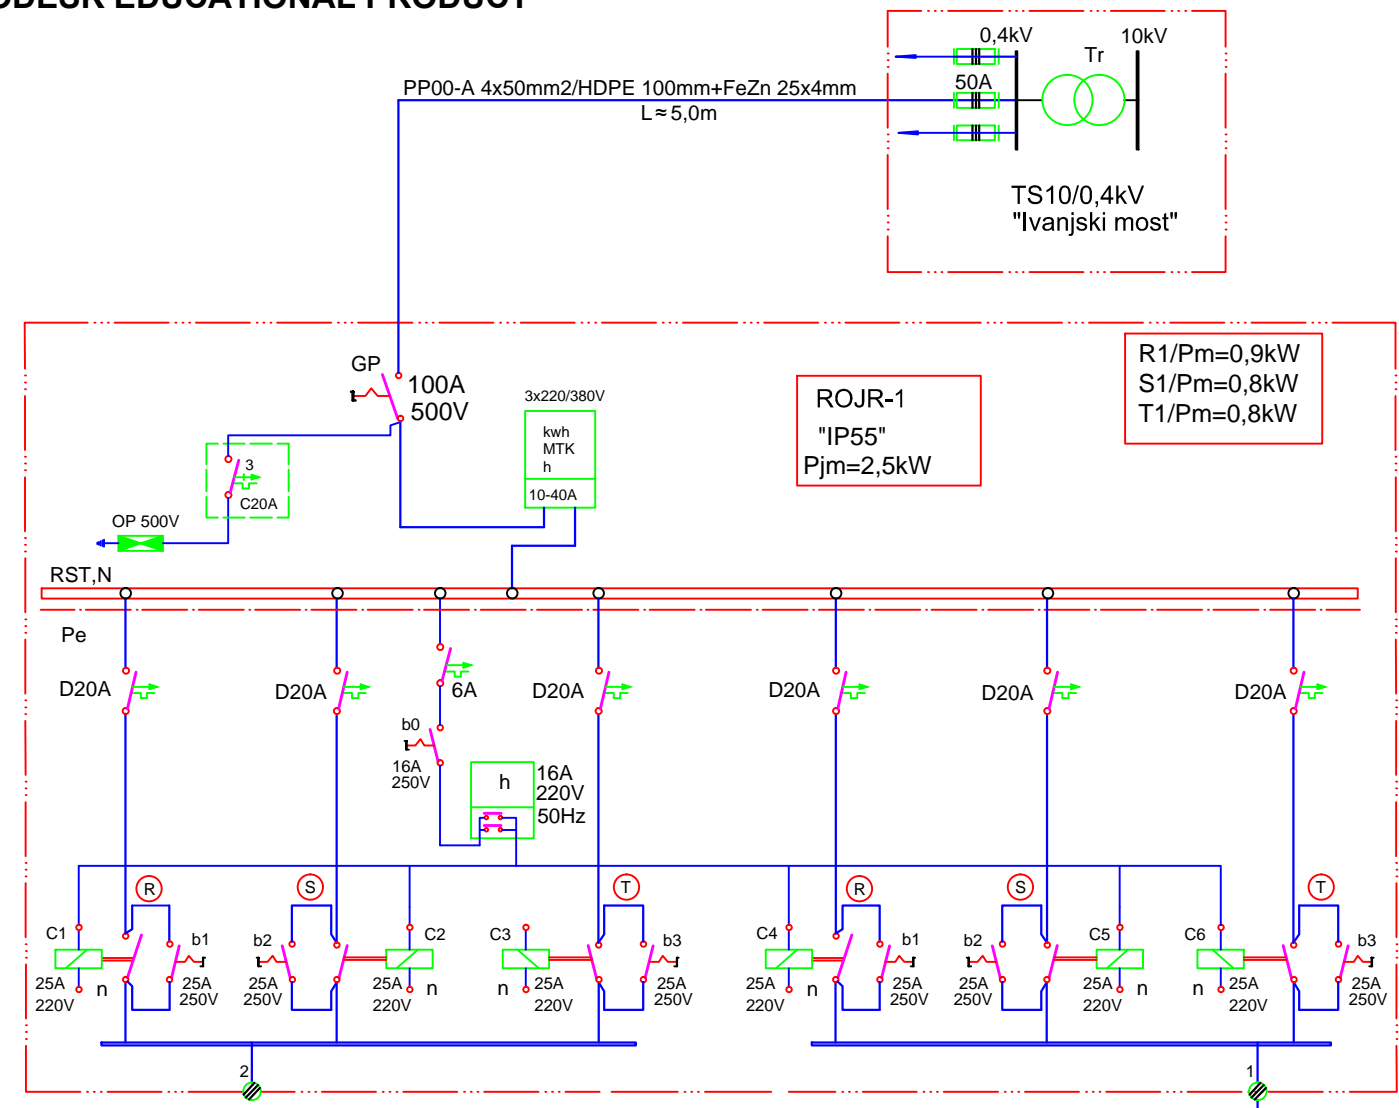 0,4kV
10kV
Tr
50A
PP00-A 4x50mm2/HDPE 100mm+FeZn 25x4mm
L≈5,0m
TS10/0,4kV
"Ivanjski most"
GP
100A
500V
3x220/380V
kwh
MTK
h
10-40A
ROJR-1
"IP55"
Pjm=2,5kW
R1/Pm=0,9kW
S1/Pm=0,8kW
T1/Pm=0,8kW
3
C20A
OP 500V
RST,N
Pe
D20A
D20A
6A
D20A
D20A
D20A
D20A
b0
16A
250V
h
16A
220V
50Hz
R
S
T
R
S
T
C1
b1
b2
C2
C3
b3
C4
b1
b2
C5
C6
b3
25A
220V
n
25A
250V
25A
250V
25A
220V
n
n
25A
220V
25A
250V
25A
220V
n
25A
250V
25A
250V
25A
220V
n
n
25A
220V
25A
250V
2
1